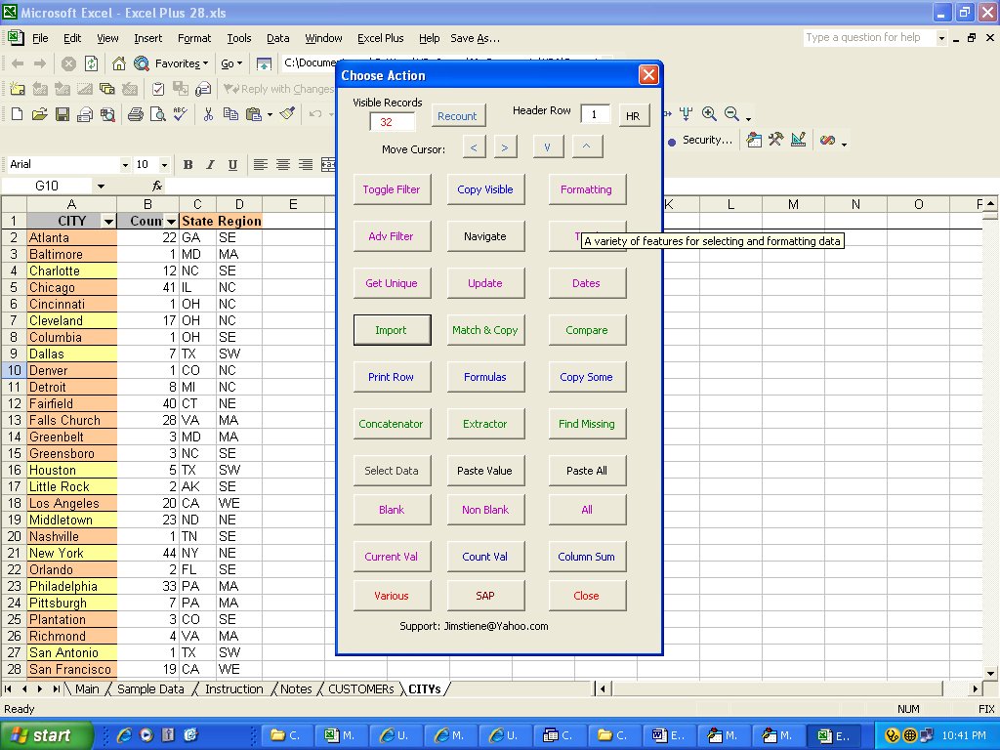 Microsoft Excel - Excel Plus 28.xls
File Edit View Insert Format Tools Data Window Excel Plus Help Save As...
Type a question for help
Favorites Go C:\Docume
Reply with Changes
Security...
Arial 10 B I U
G10 fx
A B C D E K L M N O
1 CITY Coun State Region
2 Atlanta 22 GA SE
3 Baltimore 1 MD MA
4 Charlotte 12 NC SE
5 Chicago 41 IL NC
6 Cincinnati 1 OH NC
7 Cleveland 17 OH NC
8 Columbia 1 OH SE
9 Dallas 7 TX SW
10 Denver 1 CO NC
11 Detroit 8 MI NC
12 Fairfield 40 CT NE
13 Falls Church 28 VA MA
14 Greenbelt 3 MD MA
15 Greensboro 3 NC SE
16 Houston 5 TX SW
17 Little Rock 2 AK SE
18 Los Angeles 20 CA WE
19 Middletown 23 ND NE
20 Nashville 1 TN SE
21 New York 44 NY NE
22 Orlando 2 FL SE
23 Philadelphia 33 PA MA
24 Pittsburgh 7 PA MA
25 Plantation 3 CO SE
26 Richmond 4 VA MA
27 San Antonio 1 TX SW
28 San Francisco 19 CA WE
Choose Action
Visible Records
32 Recount Header Row 1 HR
Move Cursor: < > V ^
Toggle Filter Copy Visible Formatting
Adv Filter Navigate
A variety of features for selecting and formatting data
Get Unique Update Dates
Import Match & Copy Compare
Print Row Formulas Copy Some
Concatenator Extractor Find Missing
Select Data Paste Value Paste All
Blank Non Blank All
Current Val Count Val Column Sum
Various SAP Close
Support: Jimstiene@Yahoo.com
Main Sample Data Instruction Notes CUSTOMERs CITYs
Ready NUM FIX
start C. M. U. M. U. C. C. E.. M. M. E.. 10:41 PM